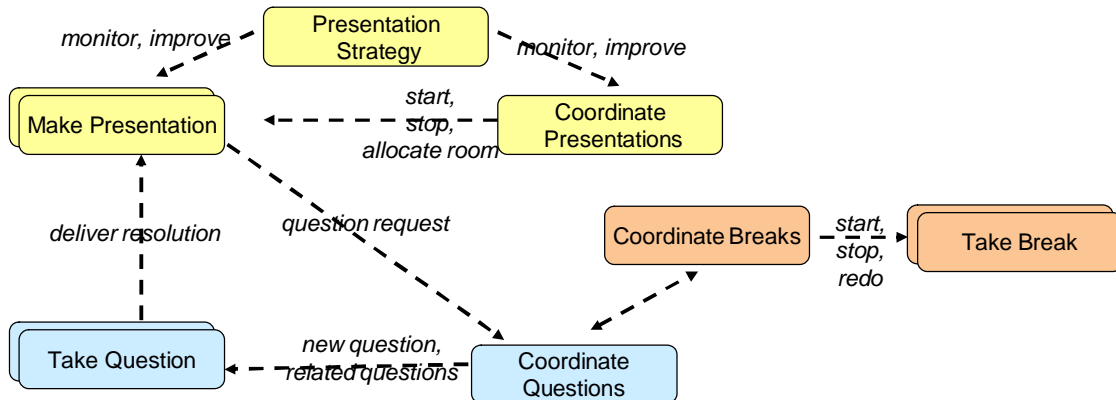 Presentation
Strategy
monitor, improve
monitor, improve
Make Presentation
start,
stop,
allocate room
Coordinate
Presentations
deliver resolution
question request
Coordinate Breaks
start,
stop,
redo
Take Break
Take Question
new question,
related questions
Coordinate
Questions